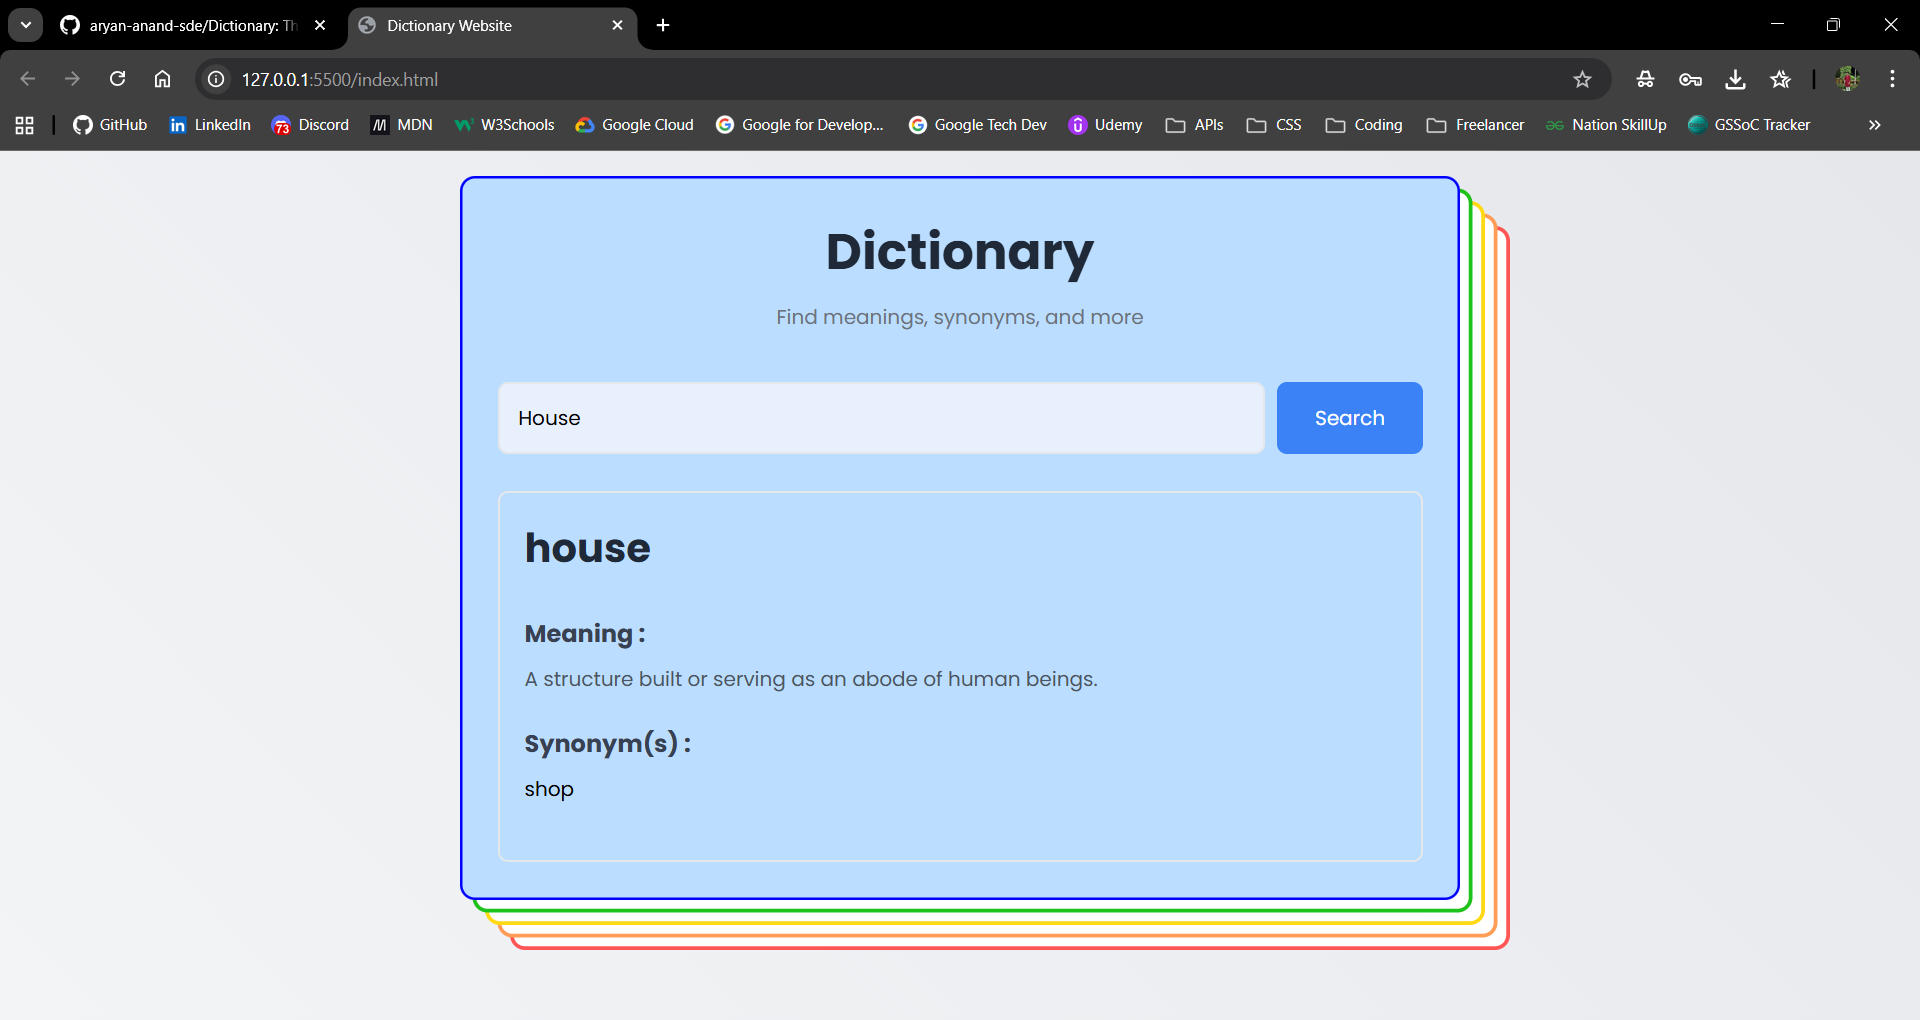 aryan-anand-sde/Dictionary: Th
Dictionary Website
127.0.0.1:5500/index.html
GitHub
LinkedIn
73
Discord
MDN
W3Schools
Google Cloud
Google for Develop...
Google Tech Dev
Udemy
APIs
CSS
Coding
Freelancer
Nation SkillUp
GSSoC Tracker
Dictionary
Find meanings, synonyms, and more
House
Search
house
Meaning :
A structure built or serving as an abode of human beings.
Synonym(s) :
shop